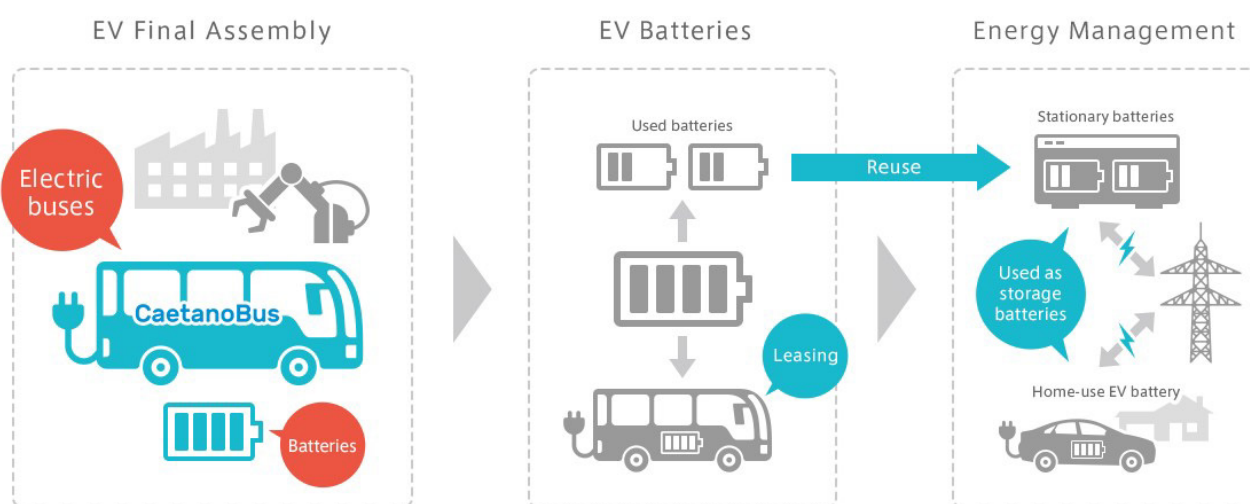 EV Final Assembly
Electric
buses
CaetanoBus
Batteries
EV Batteries
Used batteries
Leasing
Reuse
Energy Management
Stationary batteries
Used as
storage
batteries
Home-use EV battery